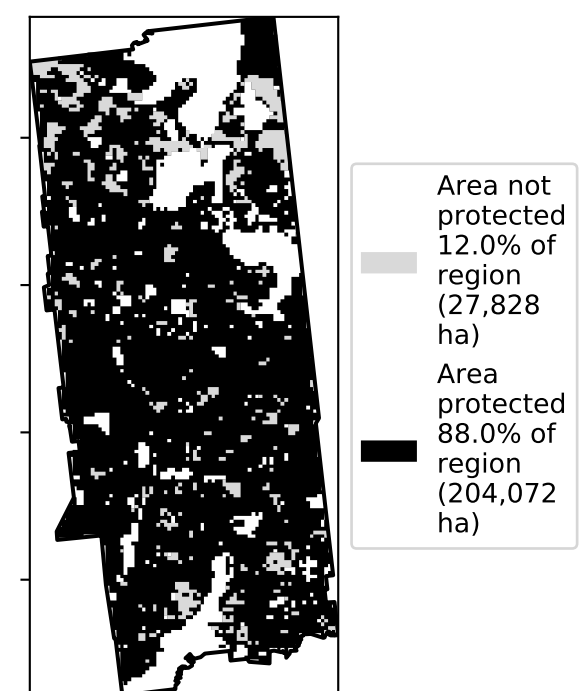 Area not
protected
12.0% of
region
(27,828
ha)
Area
protected
88.0% of
region
(204,072
ha)